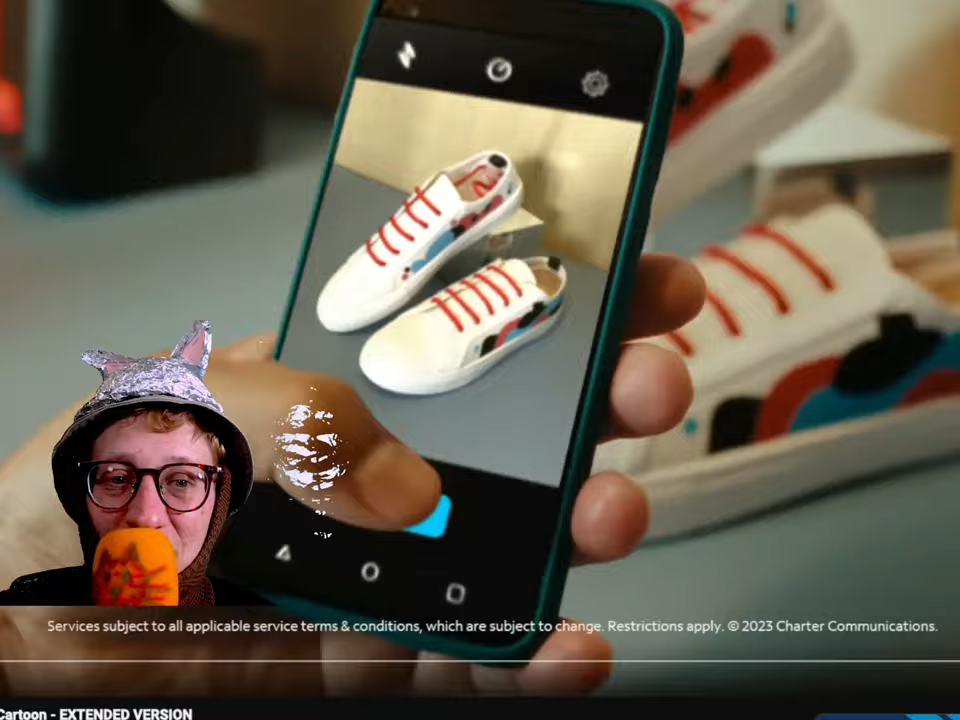 Services subject to all applicable service terms & conditions, which are subject to change. Restrictions apply. © 2023 Charter Communications.
Cartoon - EXTENDED VERSION